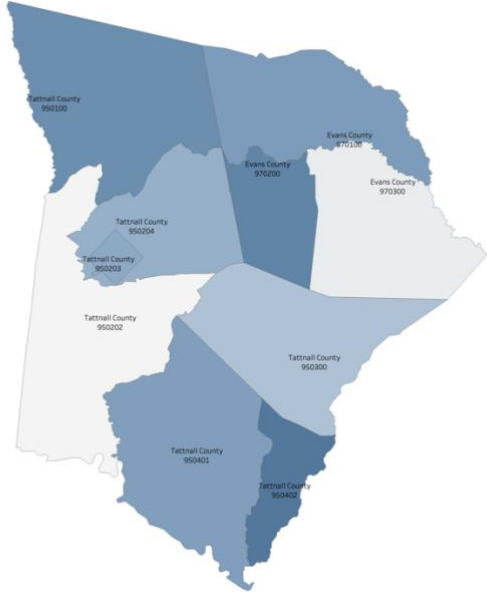 Tattnall County
950100
Evans County
970100
Evans County
970200
Evans County
970300
Tattnall County
950204
Tattnall County
950203
Tattnall County
950202
Tattnall County
950300
Tattnall County
950401
Tattnall County
950402